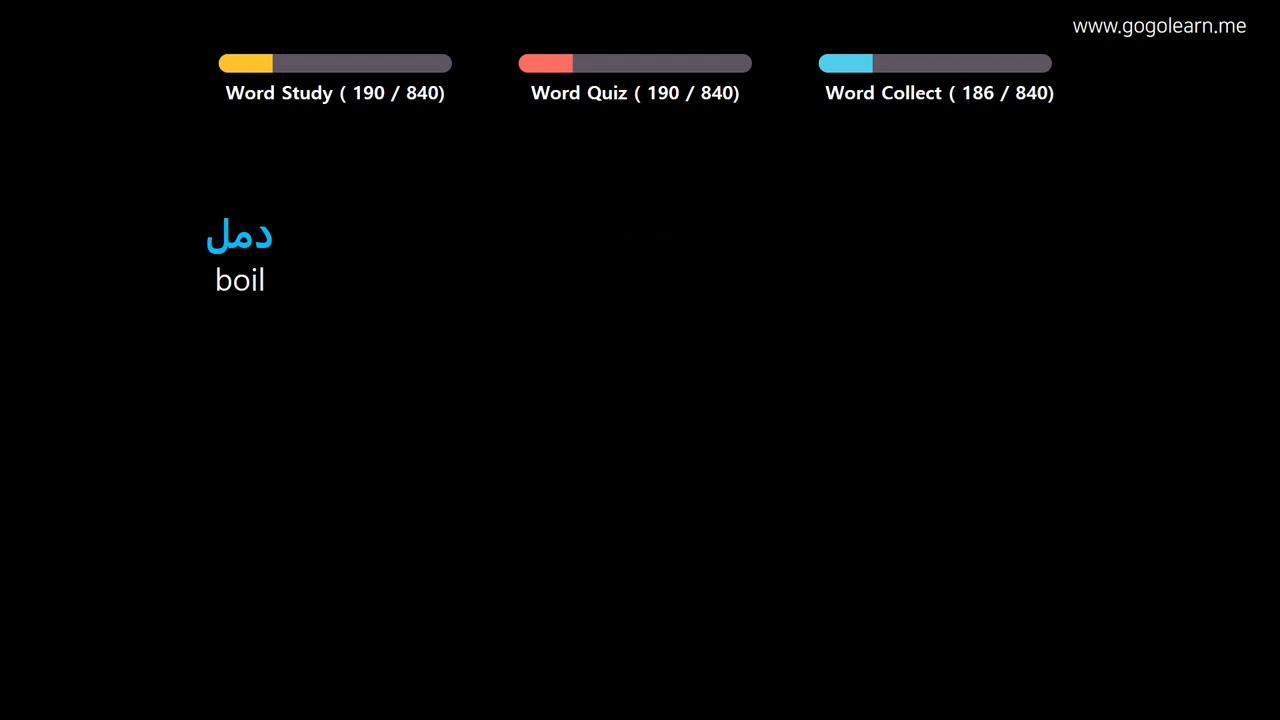 www.gogolearn.me
Word Study ( 190 / 840)
Word Quiz ( 190 / 840)
Word Collect ( 186 / 840)
دمل
boil